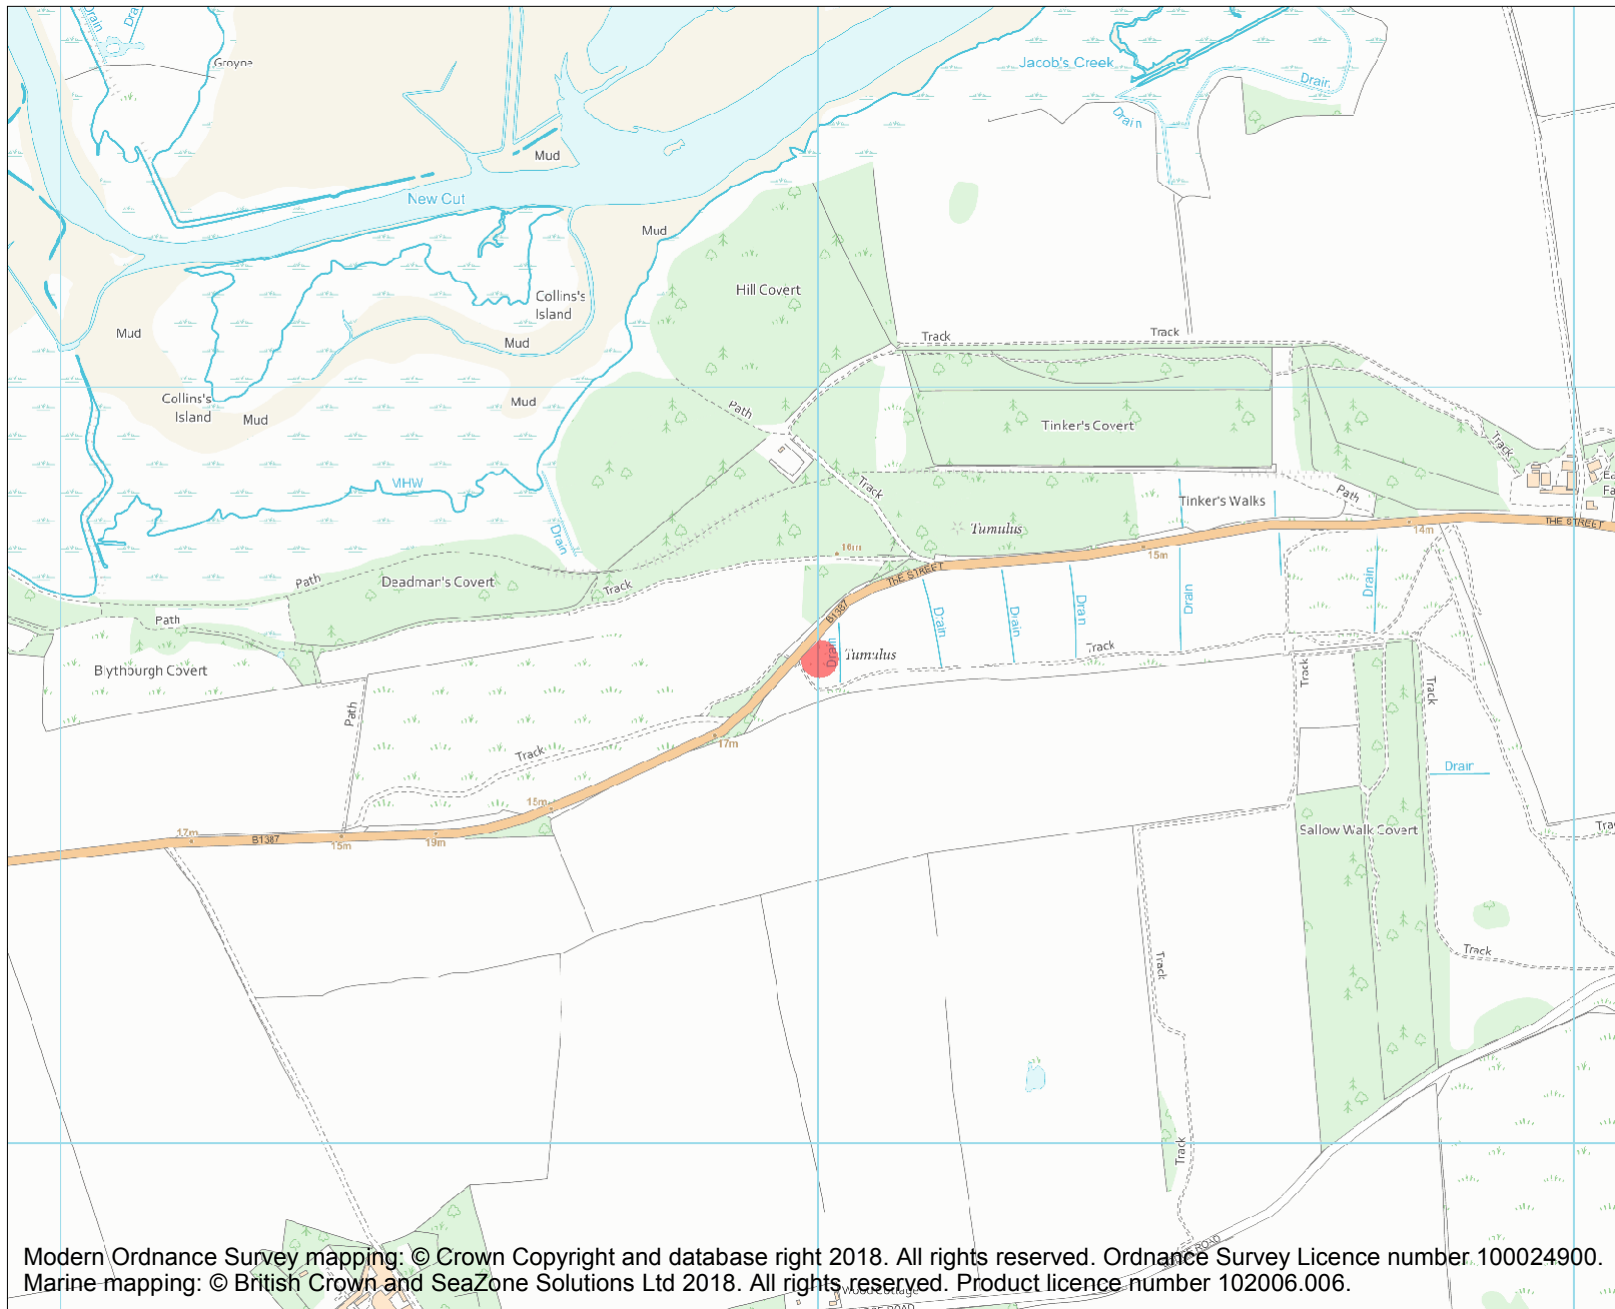 Drain
Groyne
Jacob's Creek
Drain
Drain
Mud
New Cut
Mud
Hill Covert
Collins's
Island
Mud
Mud
Track
Track
Collins's
Island
Mud
Mud
Path
Tinker's Covert
Track
MHW
Track
Tinker's Walks
Path
Tumulus
THE STREET
14m
Drain
16m
15m
Deadman's Covert
Path
Track
THE STREET
B1387
Drain
Drain
Drain
Drain
Drain
Path
Blythburgh Covert
Drain
Tumulus
Track
Track
Track
Path
17m
Track
Drain
15m
17m
B1387
15m
19m
Sallow Walk Covert
Track
Track
Track
Modern Ordnance Survey mapping: © Crown Copyright and database right 2018. All rights reserved. Ordnance Survey Licence number 100024900.
Marine mapping: © British Crown and SeaZone Solutions Ltd 2018. All rights reserved. Product licence number 102006.006.